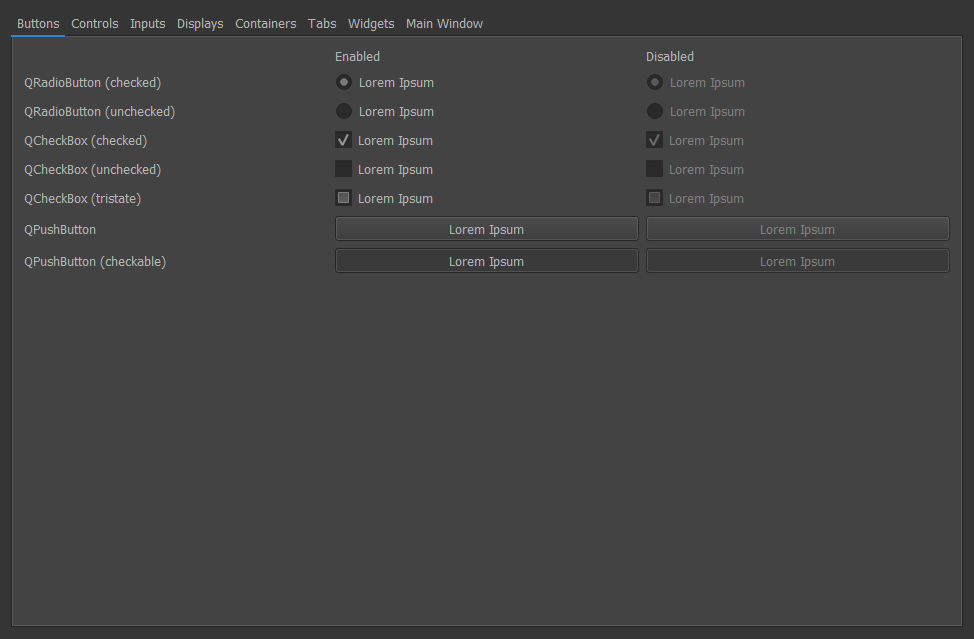 Buttons Controls Inputs Displays Containers Tabs Widgets Main Window
Enabled Disabled
QRadioButton (checked) Lorem Ipsum Lorem Ipsum
QRadioButton (unchecked) Lorem Ipsum Lorem Ipsum
QCheckBox (checked) Lorem Ipsum Lorem Ipsum
QCheckBox (unchecked) Lorem Ipsum Lorem Ipsum
QCheckBox (tristate) Lorem Ipsum Lorem Ipsum
QPushButton Lorem Ipsum Lorem Ipsum
QPushButton (checkable) Lorem Ipsum Lorem Ipsum